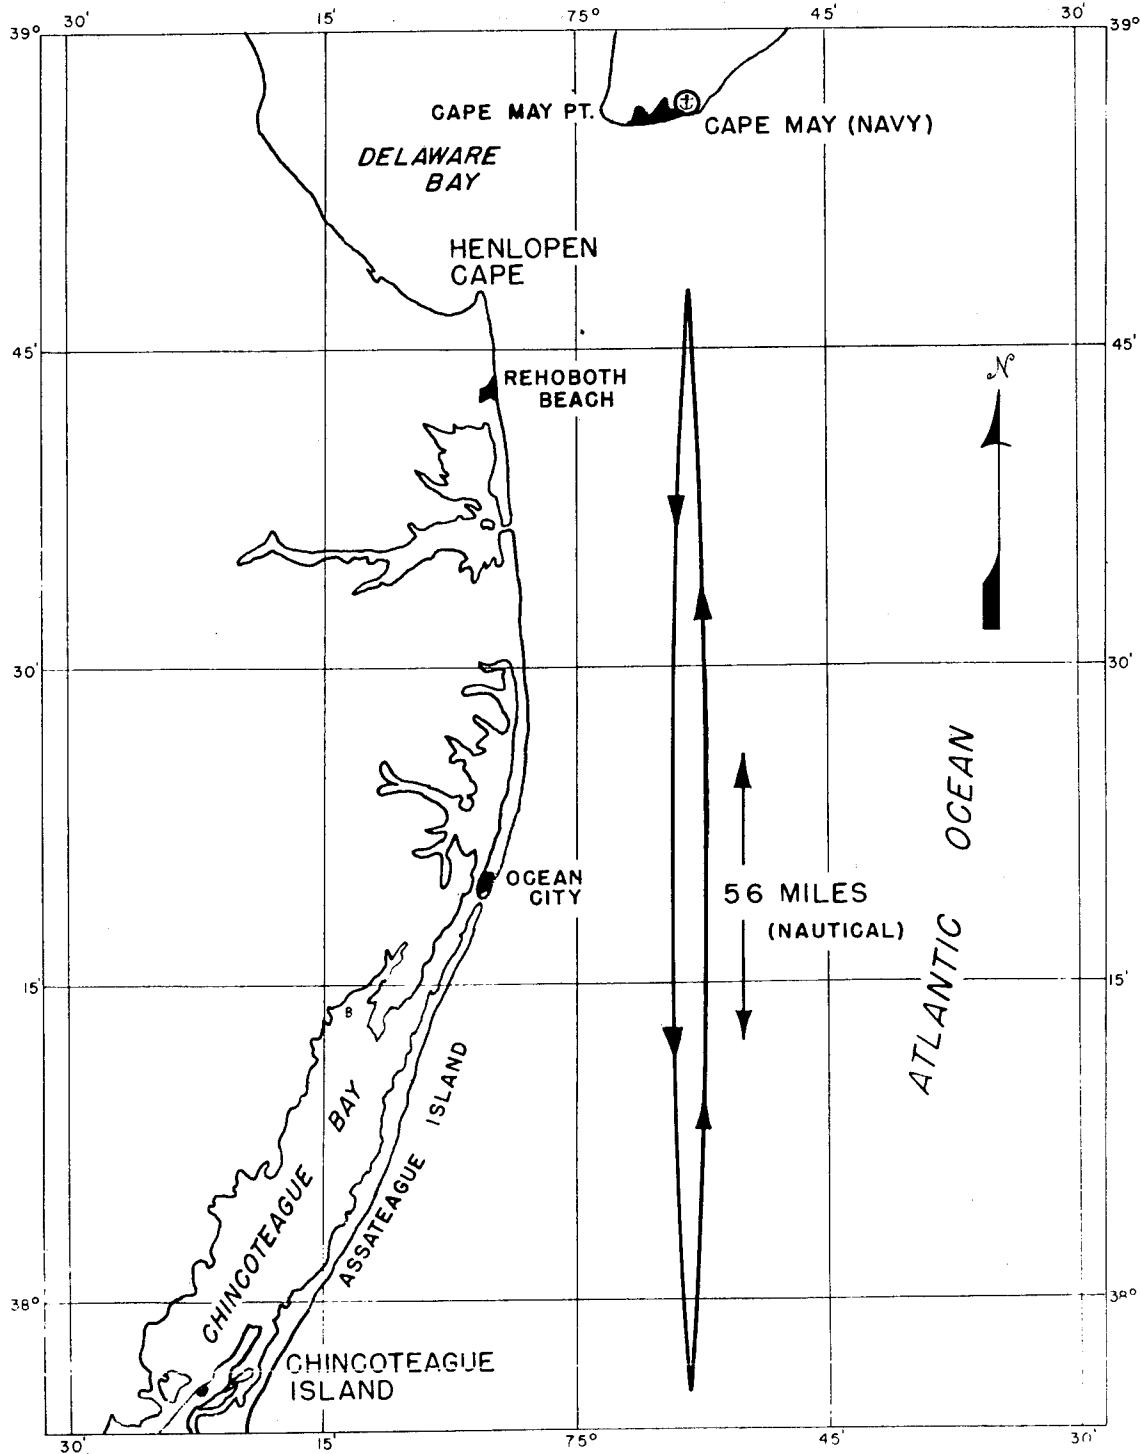 30'
15'
75°
45'
30'
39°
39°
CAPE MAY PT.
CAPE MAY (NAVY)
DELAWARE
BAY
HENLOPEN
CAPE
45'
45'
N
REHOBOTH
BEACH
30'
30'
ATLANTIC OCEAN
OCEAN
CITY
56 MILES
(NAUTICAL)
15'
15'
B
CHINCOTEAGUE BAY
ASSATEAGUE ISLAND
38°
38°
CHINCOTEAGUE
ISLAND
30'
15'
75°
45'
30'